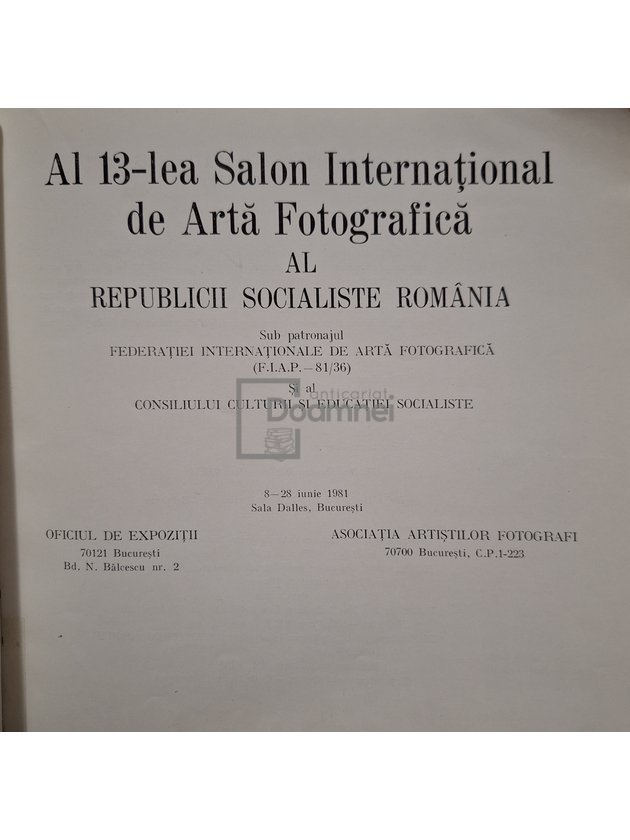 Al 13-lea Salon Internațional
de Artă Fotografică
AL
REPUBLICII SOCIALISTE ROMÂNIA
Sub patronajul
FEDERAȚIEI INTERNAȚIONALE DE ARTĂ FOTOGRAFICĂ
(F.I.A.P. — 81/36)
Și al
CONSILIULUI CULTURII ȘI EDUCAȚIEI SOCIALISTE
anticariat
Doamnei
8—28 iunie 1981
Sala Dalles, București
OFICIUL DE EXPOZIȚII
70121 București
Bd. N. Bălcescu nr. 2
ASOCIAȚIA ARTIȘTILOR FOTOGRAFI
70700 București, C.P.1-223